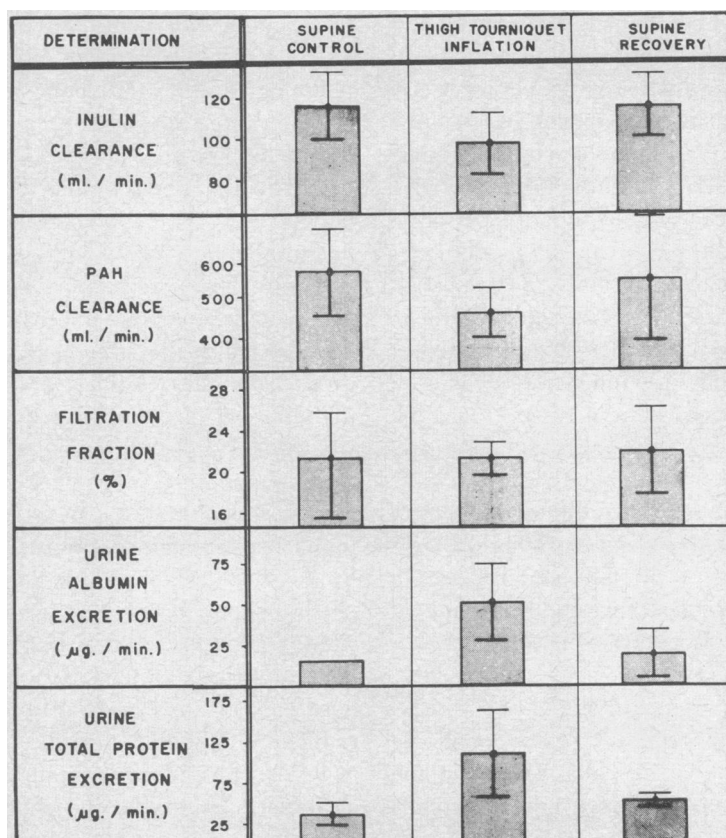 DETERMINATION
SUPINE
CONTROL
THIGH TOURNIQUET
INFLATION
SUPINE
RECOVERY
INULIN
CLEARANCE
(ml. / min.)
120
100
80
PAH
CLEARANCE
(ml. / min.)
600
500
400
FILTRATION
FRACTION
(%)
28
22
20
16
URINE
ALBUMIN
EXCRETION
(μg. / min.)
75
50
25
URINE
TOTAL PROTEIN
EXCRETION
(μg. / min.)
175
125
75
25